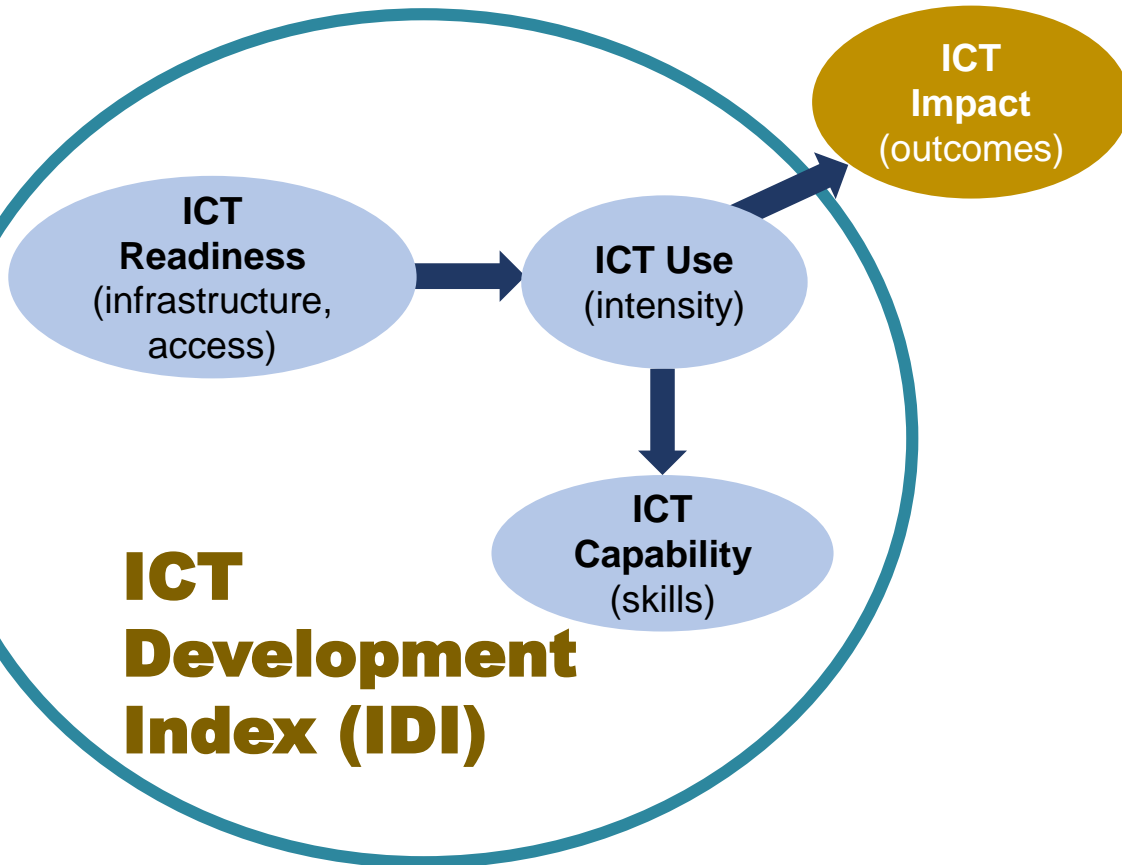 ICT
Impact
(outcomes)
ICT
Readiness
(infrastructure,
access)
ICT Use
(intensity)
ICT
Capability
(skills)
ICT
Development
Index (IDI)